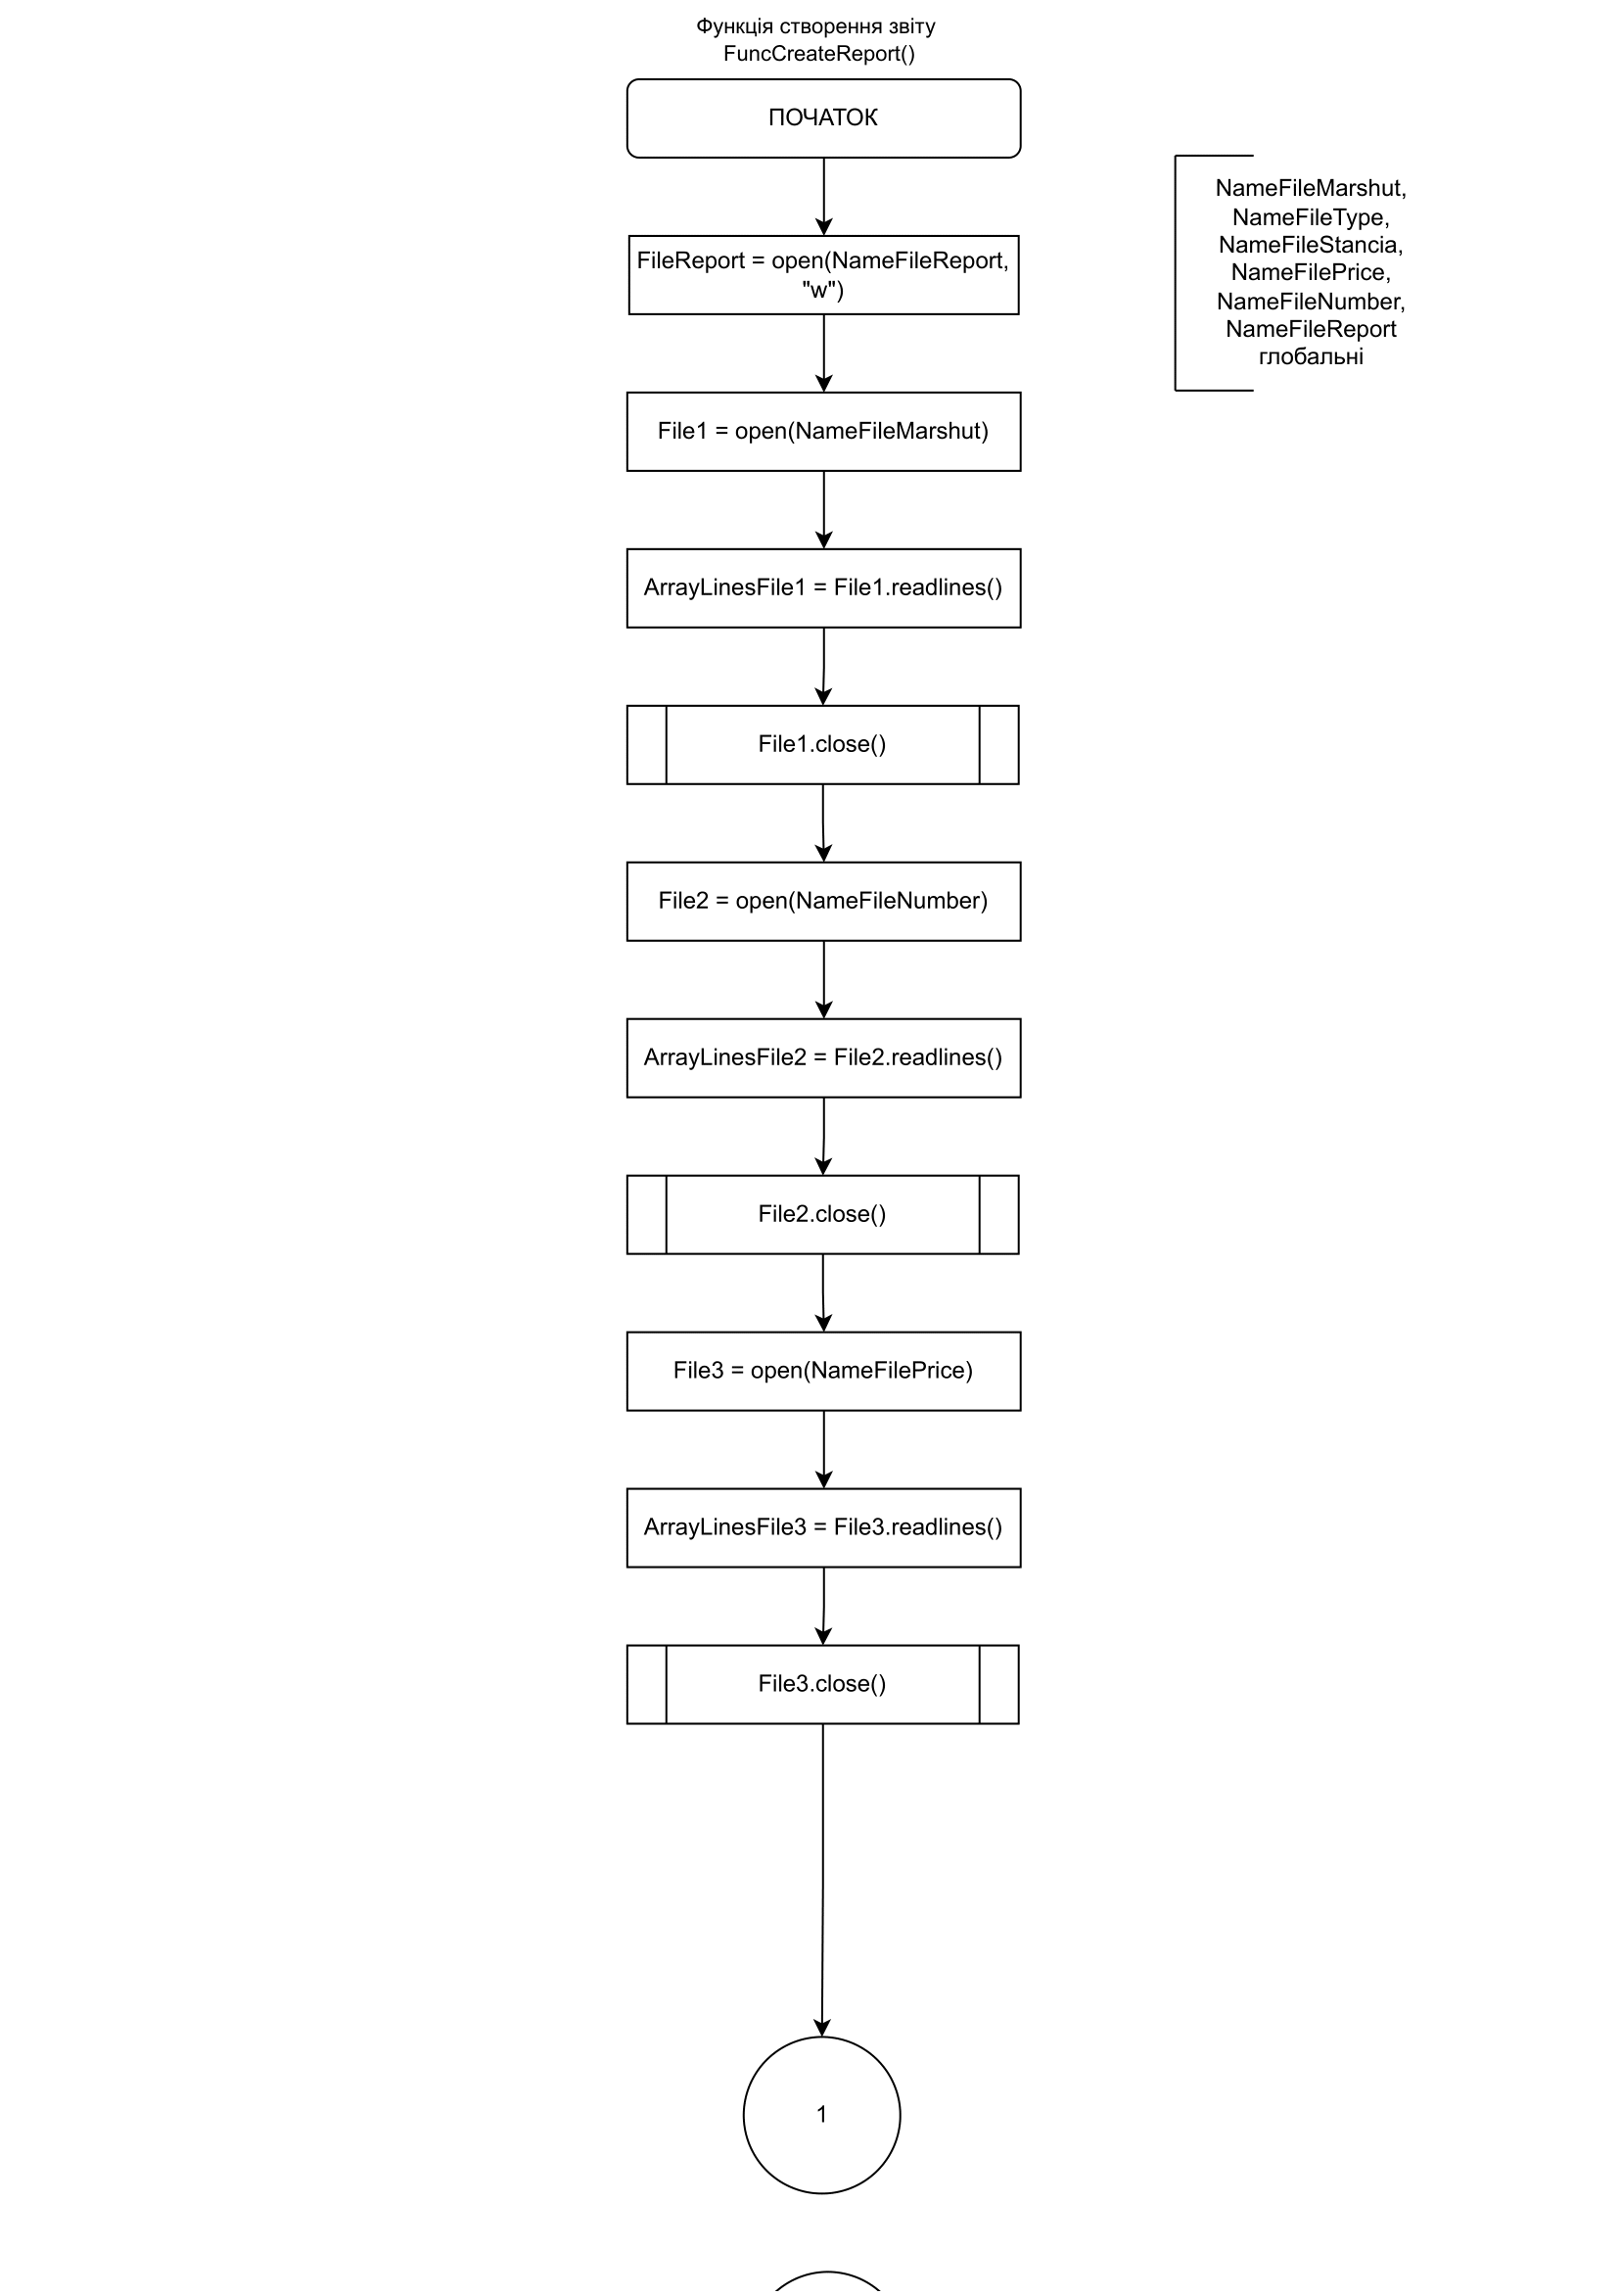 Функція створення звіту
FuncCreateReport()
ПОЧАТОК
NameFileMarshut,
NameFileType,
NameFileStancia,
NameFilePrice,
NameFileNumber,
NameFileReport
глобальні
FileReport = open(NameFileReport,
"w")
File1 = open(NameFileMarshut)
ArrayLinesFile1 = File1.readlines()
File1.close()
File2 = open(NameFileNumber)
ArrayLinesFile2 = File2.readlines()
File2.close()
File3 = open(NameFilePrice)
ArrayLinesFile3 = File3.readlines()
File3.close()
1